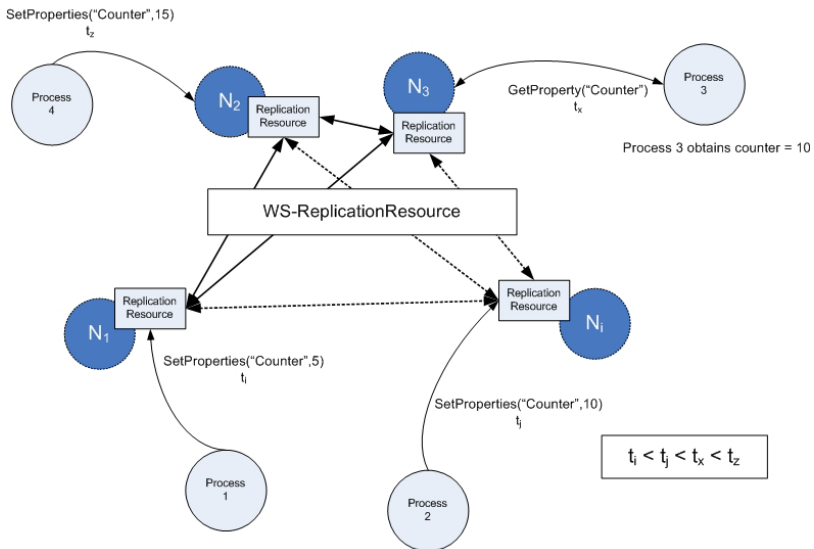 SetProperties(“Counter”,15)
tz
Process
4
N2
Replication
Resource
N3
Replication
Resource
GetProperty(“Counter”)
tx
Process
3
Process 3 obtains counter = 10
WS-ReplicationResource
Replication
Resource
N1
Replication
Resource
Ni
SetProperties(“Counter”,5)
ti
SetProperties(“Counter”,10)
tj
Process
1
Process
2
ti < tj < tx < tz